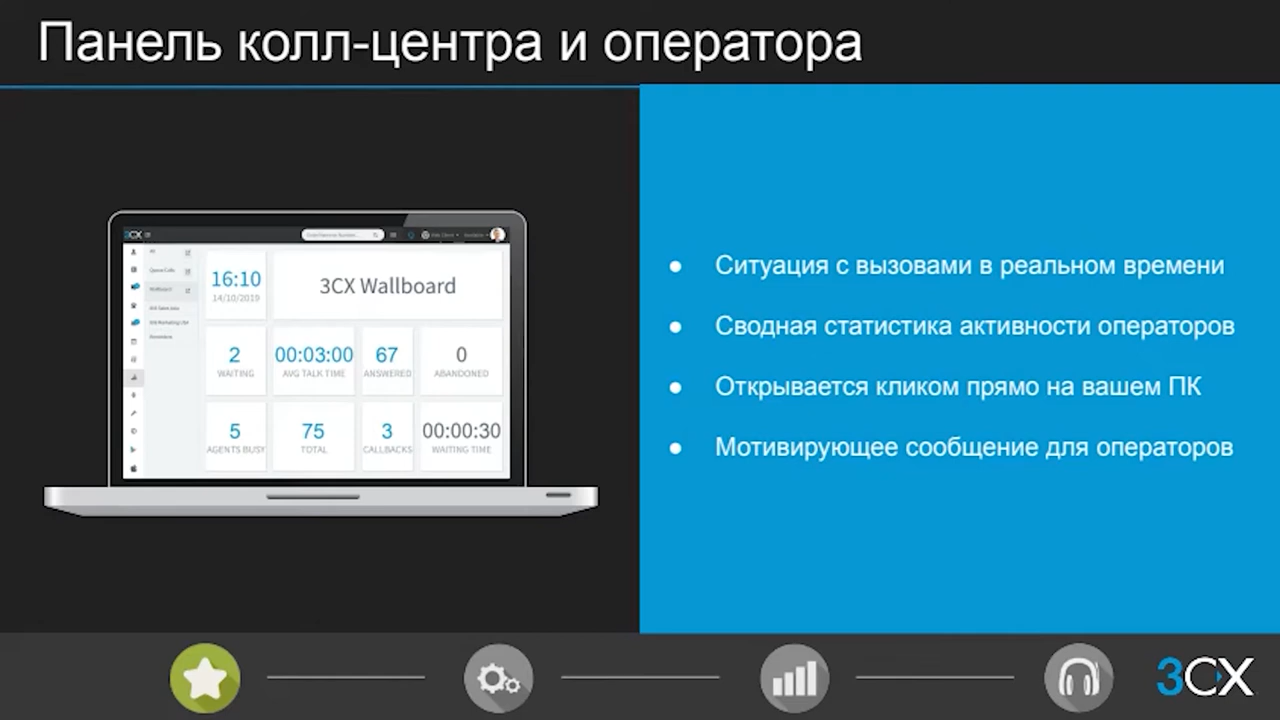 Панель колл-центра и оператора
3CX
16:10
14/10/2019
3CX Wallboard
2
WAITING
00:03:00
AVG TALK TIME
67
ANSWERED
0
ABANDONED
5
AGENTS BUSY
75
TOTAL
3
CALLBACKS
00:00:30
WAITING TIME
Ситуация с вызовами в реальном времени
Сводная статистика активности операторов
Открывается кликом прямо на вашем ПК
Мотивирующее сообщение для операторов
3CX